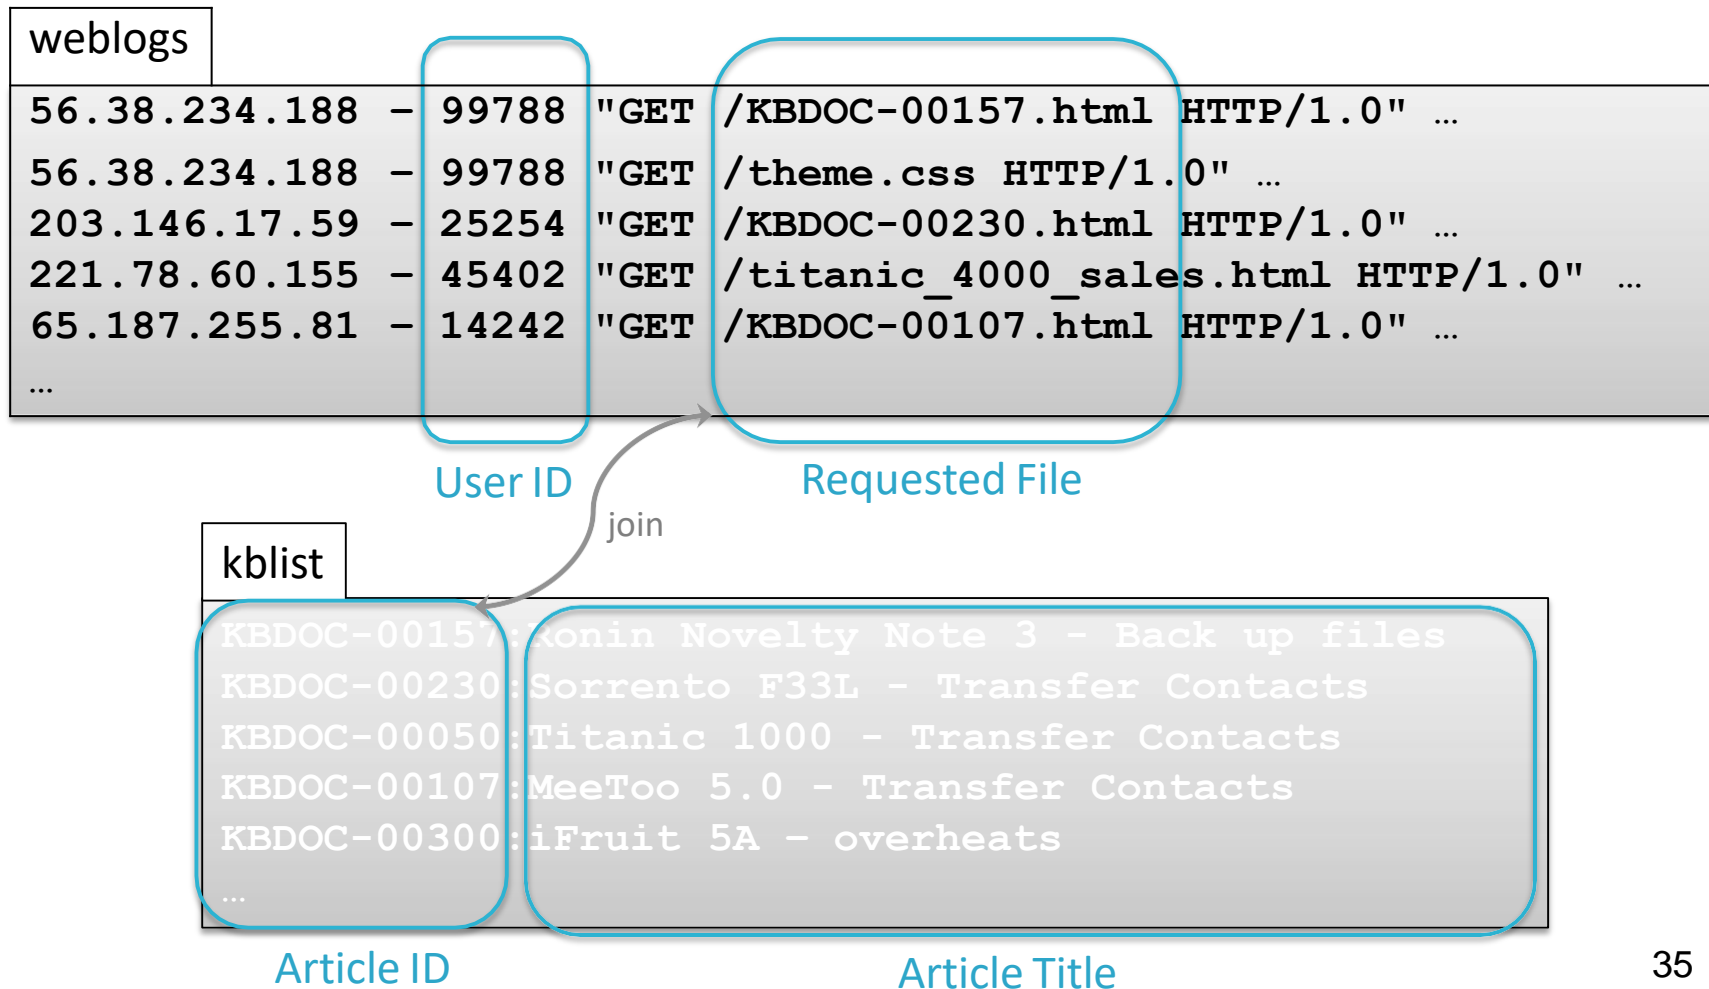 weblogs
56.38.234.188 – 99788 "GET /KBDOC-00157.html HTTP/1.0" …
56.38.234.188 – 99788 "GET /theme.css HTTP/1.0" …
203.146.17.59 – 25254 "GET /KBDOC-00230.html HTTP/1.0" …
221.78.60.155 – 45402 "GET /titanic_4000_sales.html HTTP/1.0" …
65.187.255.81 – 14242 "GET /KBDOC-00107.html HTTP/1.0" …
…
User ID
Requested File
join
kblist
KBDOC-00157:Ronin Novelty Note 3 - Back up files
KBDOC-00230:Sorrento F33L - Transfer Contacts
KBDOC-00050:Titanic 1000 - Transfer Contacts
KBDOC-00107:MeeToo 5.0 - Transfer Contacts
KBDOC-00300:iFruit 5A – overheats
…
Article ID
Article Title
35